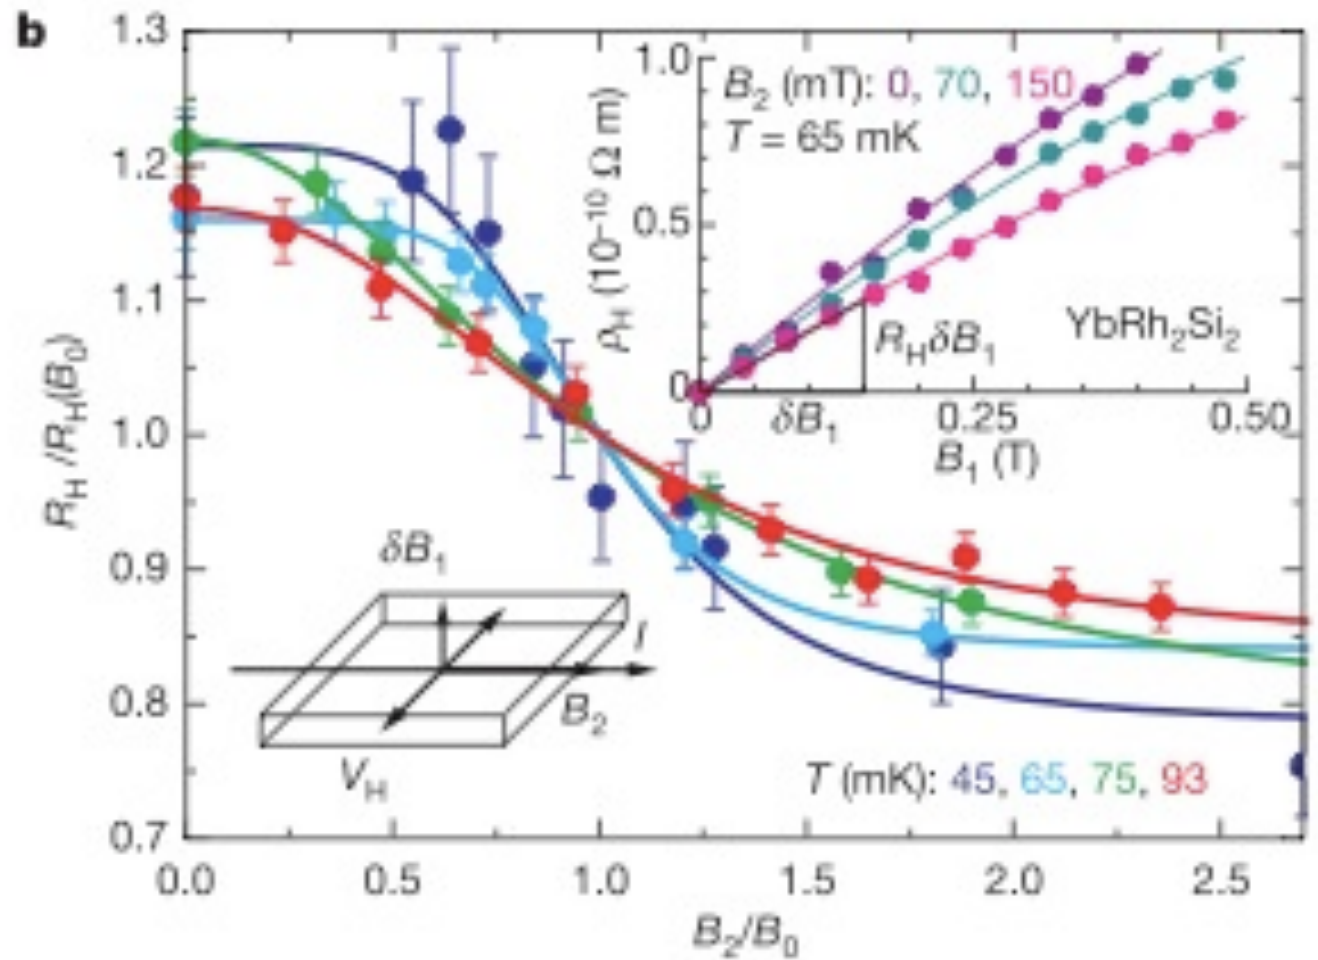 b
R_H/R_H(B_0)
1.3
1.2
1.1
1.0
0.9
0.8
0.7
0.0 0.5 1.0 1.5 2.0 2.5
B_2/B_0
ρ_H (10^−10 Ω m)
1.0
0.5
0
B_2 (mT): 0, 70, 150
T = 65 mK
R_HδB_1
YbRh_2Si_2
0 δB_1 0.25 0.50
B_1 (T)
δB_1
I
B_2
V_H
T (mK): 45, 65, 75, 93